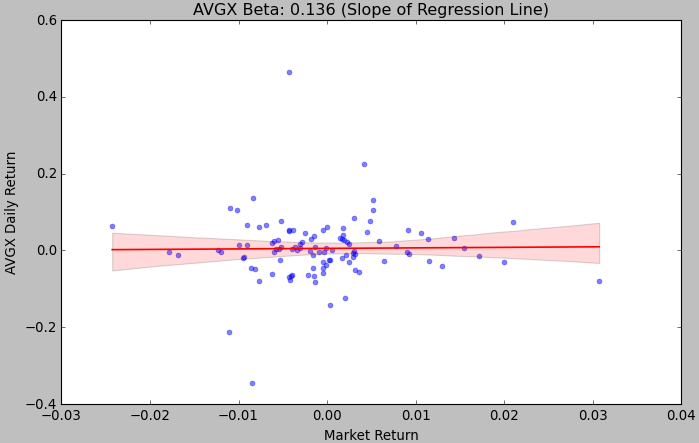 AVGX Beta: 0.136 (Slope of Regression Line)
0.6
0.4
0.2
0.0
−0.2
−0.4
AVGX Daily Return
−0.03 −0.02 −0.01 0.00 0.01 0.02 0.03 0.04
Market Return